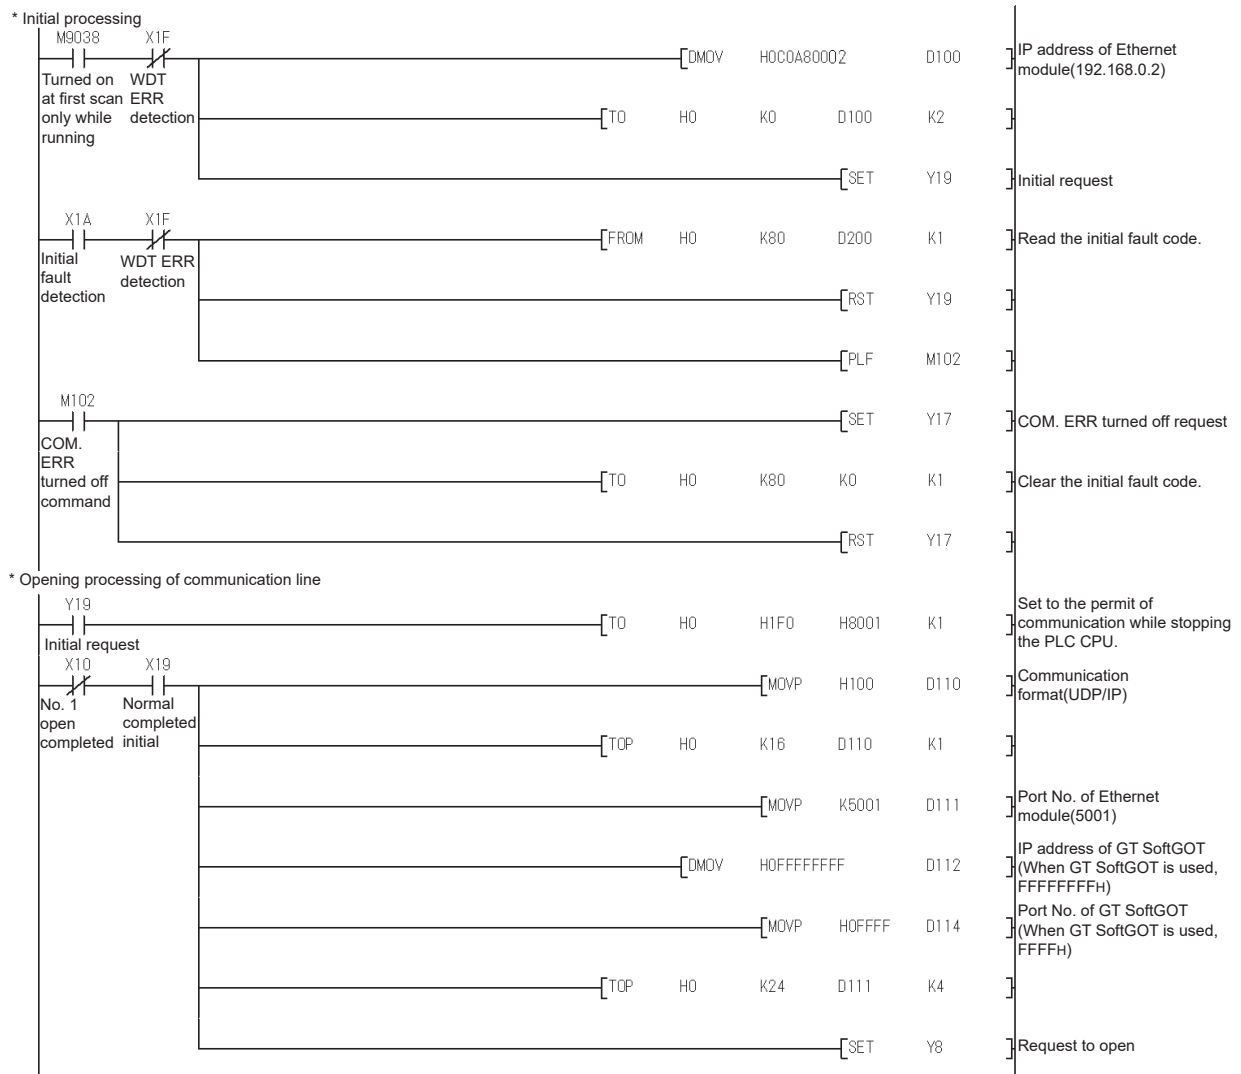 * Initial processing
M9038 X1F
DMOV H0C0A80002 D100
IP address of Ethernet
module(192.168.0.2)
Turned on
at first scan
only while
running
WDT
ERR
detection
TO H0 K0 D100 K2
SET Y19
Initial request
X1A X1F
FROM H0 K80 D200 K1
Read the initial fault code.
Initial
fault
detection
WDT ERR
detection
RST Y19
PLF M102
M102
SET Y17
COM. ERR turned off request
COM.
ERR
turned off
command
TO H0 K80 K0 K1
Clear the initial fault code.
RST Y17
* Opening processing of communication line
Y19
TO H0 H1F0 H8001 K1
Set to the permit of
communication while stopping
the PLC CPU.
Initial request
X10 X19
MOVP H100 D110
Communication
format(UDP/IP)
No. 1
open
completed
Normal
completed
initial
TOP H0 K16 D110 K1
MOVP K5001 D111
Port No. of Ethernet
module(5001)
DMOV H0FFFFFFFF D112
IP address of GT SoftGOT
(When GT SoftGOT is used,
FFFFFFFFH)
MOVP H0FFFF D114
Port No. of GT SoftGOT
(When GT SoftGOT is used,
FFFFH)
TOP H0 K24 D111 K4
SET Y8
Request to open